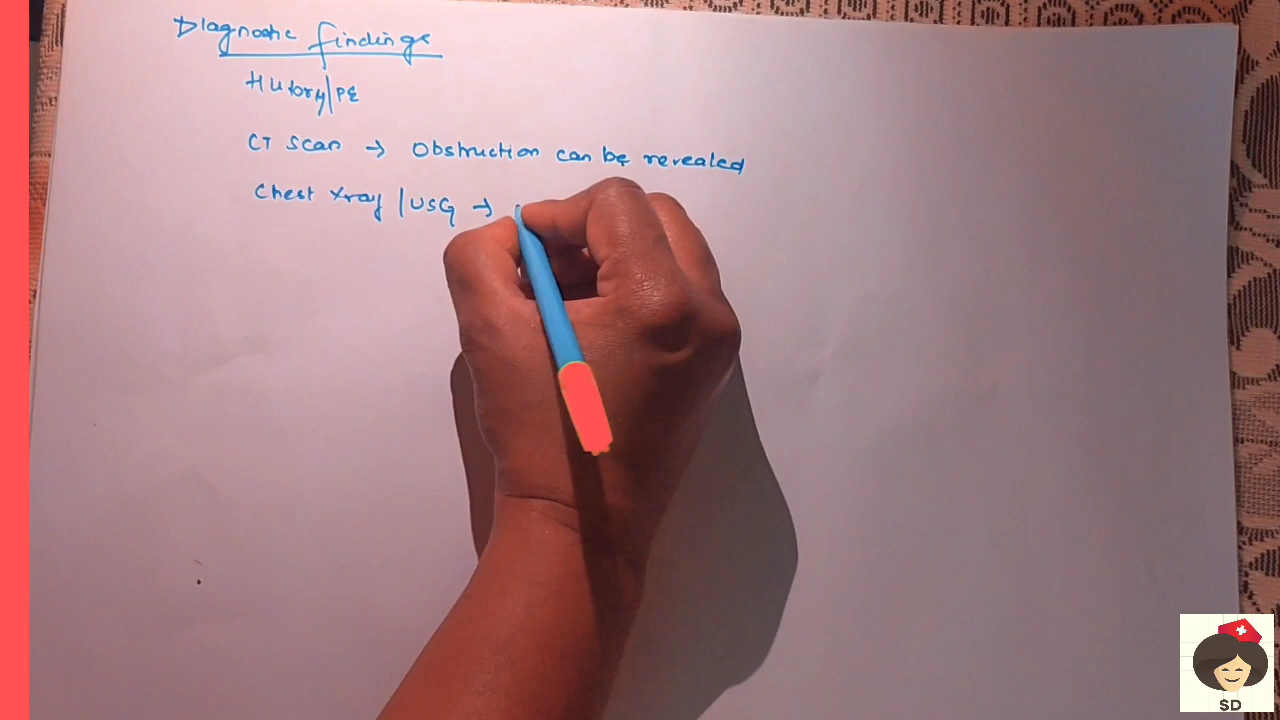 Diagnostic findings
History/PE
CT Scan → Obstruction can be revealed
Chest Xray / USG →
SD